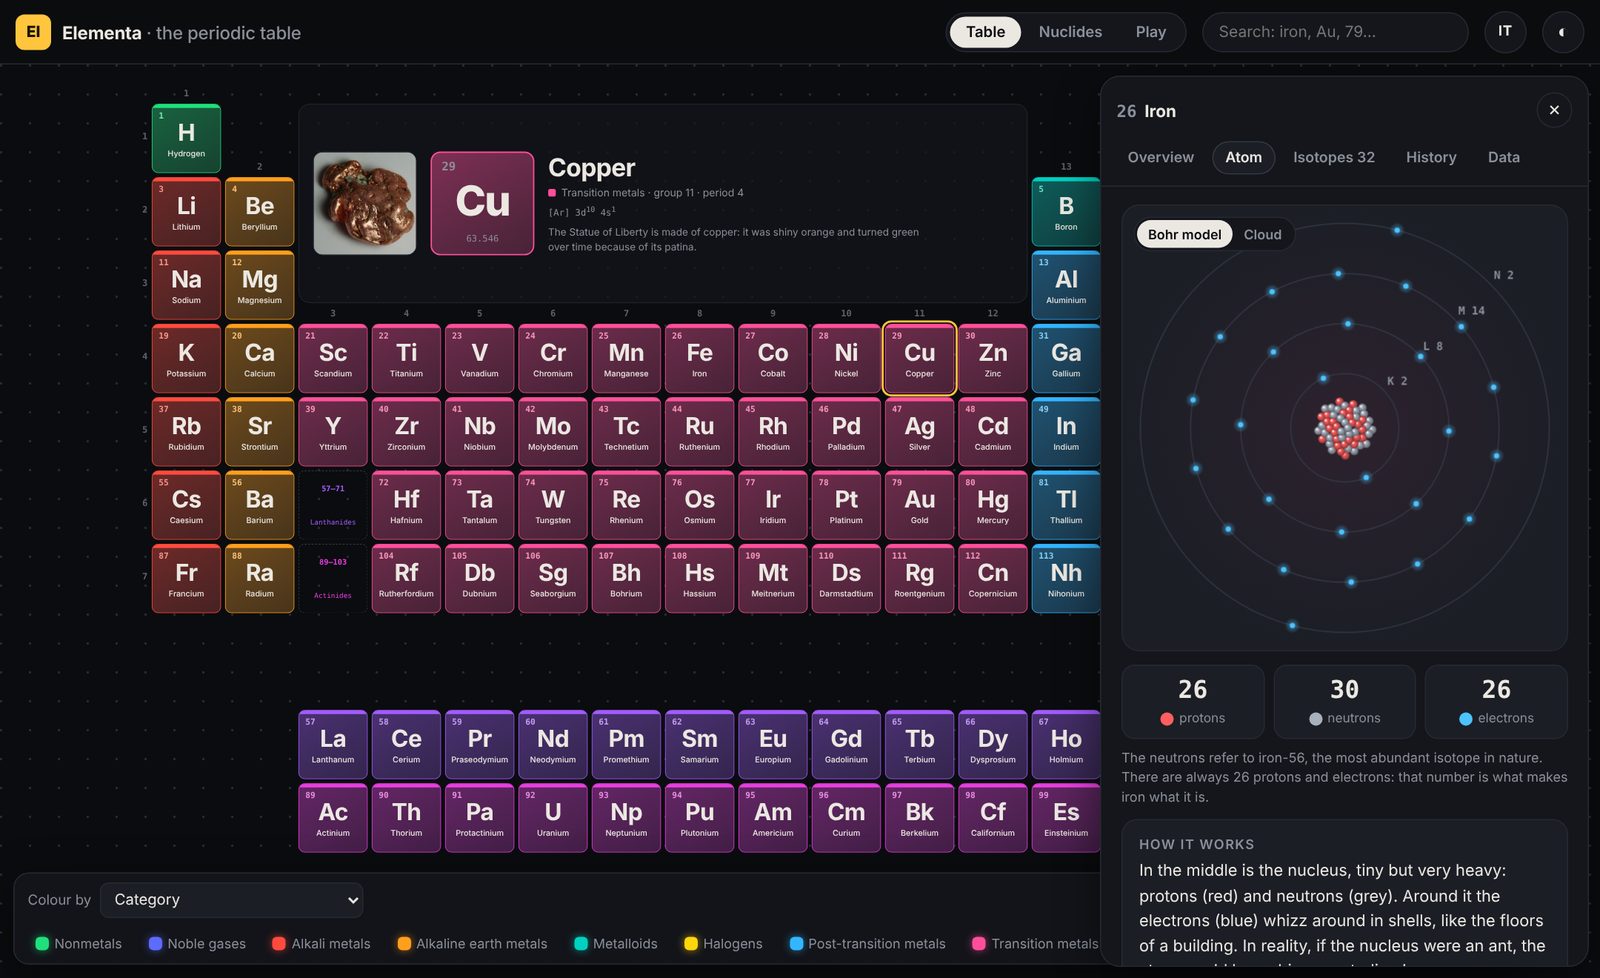 El Elementa · the periodic table
Table Nuclides Play
Search: iron, Au, 79...
IT
1
1
1 H Hydrogen
2
13
29 Cu 63.546
Copper
Transition metals · group 11 · period 4
[Ar] 3d10 4s1
The Statue of Liberty is made of copper: it was shiny orange and turned green
over time because of its patina.
2
3 Li Lithium
4 Be Beryllium
5 B Boron
3
11 Na Sodium
12 Mg Magnesium
13 Al Aluminium
3 4 5 6 7 8 9 10 11 12
4
19 K Potassium
20 Ca Calcium
21 Sc Scandium
22 Ti Titanium
23 V Vanadium
24 Cr Chromium
25 Mn Manganese
26 Fe Iron
27 Co Cobalt
28 Ni Nickel
29 Cu Copper
30 Zn Zinc
31 Ga Gallium
5
37 Rb Rubidium
38 Sr Strontium
39 Y Yttrium
40 Zr Zirconium
41 Nb Niobium
42 Mo Molybdenum
43 Tc Technetium
44 Ru Ruthenium
45 Rh Rhodium
46 Pd Palladium
47 Ag Silver
48 Cd Cadmium
49 In Indium
6
55 Cs Caesium
56 Ba Barium
57–71 Lanthanides
72 Hf Hafnium
73 Ta Tantalum
74 W Tungsten
75 Re Rhenium
76 Os Osmium
77 Ir Iridium
78 Pt Platinum
79 Au Gold
80 Hg Mercury
81 Tl Thallium
7
87 Fr Francium
88 Ra Radium
89–103 Actinides
104 Rf Rutherfordium
105 Db Dubnium
106 Sg Seaborgium
107 Bh Bohrium
108 Hs Hassium
109 Mt Meitnerium
110 Ds Darmstadtium
111 Rg Roentgenium
112 Cn Copernicium
113 Nh Nihonium
57 La Lanthanum
58 Ce Cerium
59 Pr Praseodymium
60 Nd Neodymium
61 Pm Promethium
62 Sm Samarium
63 Eu Europium
64 Gd Gadolinium
65 Tb Terbium
66 Dy Dysprosium
67 Ho Holmium
89 Ac Actinium
90 Th Thorium
91 Pa Protactinium
92 U Uranium
93 Np Neptunium
94 Pu Plutonium
95 Am Americium
96 Cm Curium
97 Bk Berkelium
98 Cf Californium
99 Es Einsteinium
Colour by Category
Nonmetals Noble gases Alkali metals Alkaline earth metals Metalloids Halogens Post-transition metals Transition metals
26 Iron
Overview Atom Isotopes 32 History Data
Bohr model Cloud
N 2
M 14
L 8
K 2
26 30 26
protons neutrons electrons
The neutrons refer to iron-56, the most abundant isotope in nature.
There are always 26 protons and electrons: that number is what makes
iron what it is.
HOW IT WORKS
In the middle is the nucleus, tiny but very heavy:
protons (red) and neutrons (grey). Around it the
electrons (blue) whizz around in shells, like the floors
of a building. In reality, if the nucleus were an ant, the